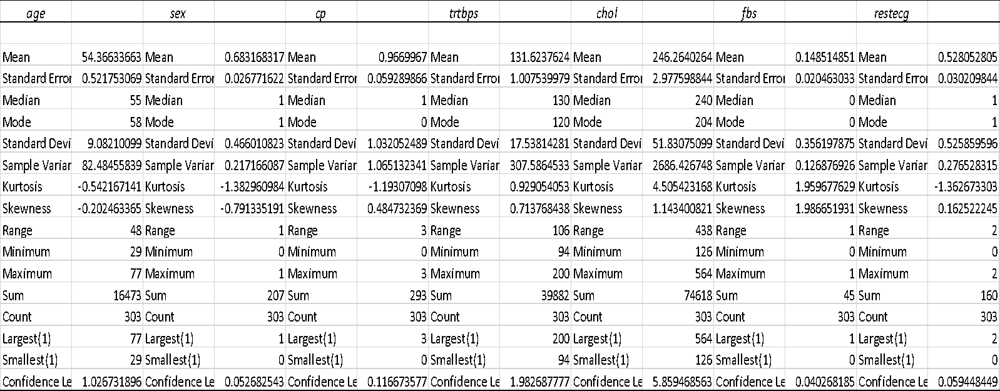 age sex cp trtbps chol fbs restecg
Mean 54.36633663 Mean 0.683168317 Mean 0.9669967 Mean 131.6237624 Mean 246.2640264 Mean 0.148514851 Mean 0.528052805
Standard Error 0.521753069 Standard Error 0.026771622 Standard Error 0.059289866 Standard Error 1.007539979 Standard Error 2.977598844 Standard Error 0.020463033 Standard Error 0.030209844
Median 55 Median 1 Median 1 Median 130 Median 240 Median 0 Median 1
Mode 58 Mode 1 Mode 0 Mode 120 Mode 204 Mode 0 Mode 1
Standard Devi 9.08210099 Standard Devi 0.466010823 Standard Devi 1.032052489 Standard Devi 17.53814281 Standard Devi 51.83075099 Standard Devi 0.356197875 Standard Devi 0.525859596
Sample Variar 82.48455839 Sample Variar 0.217166087 Sample Variar 1.065132341 Sample Variar 307.5864533 Sample Variar 2686.426748 Sample Variar 0.126876926 Sample Variar 0.276528315
Kurtosis -0.542167141 Kurtosis -1.382960984 Kurtosis -1.19307098 Kurtosis 0.929054053 Kurtosis 4.505423168 Kurtosis 1.959677629 Kurtosis -1.362673303
Skewness -0.202463365 Skewness -0.791335191 Skewness 0.484732369 Skewness 0.713768438 Skewness 1.143400821 Skewness 1.986651931 Skewness 0.162522245
Range 48 Range 1 Range 3 Range 106 Range 438 Range 1 Range 2
Minimum 29 Minimum 0 Minimum 0 Minimum 94 Minimum 126 Minimum 0 Minimum 0
Maximum 77 Maximum 1 Maximum 3 Maximum 200 Maximum 564 Maximum 1 Maximum 2
Sum 16473 Sum 207 Sum 293 Sum 39882 Sum 74618 Sum 45 Sum 160
Count 303 Count 303 Count 303 Count 303 Count 303 Count 303 Count 303
Largest(1) 77 Largest(1) 1 Largest(1) 3 Largest(1) 200 Largest(1) 564 Largest(1) 1 Largest(1) 2
Smallest(1) 29 Smallest(1) 0 Smallest(1) 0 Smallest(1) 94 Smallest(1) 126 Smallest(1) 0 Smallest(1) 0
Confidence Le 1.026731896 Confidence Le 0.052682543 Confidence Le 0.116673577 Confidence Le 1.982687777 Confidence Le 5.859468563 Confidence Le 0.040268185 Confidence Le 0.059448449